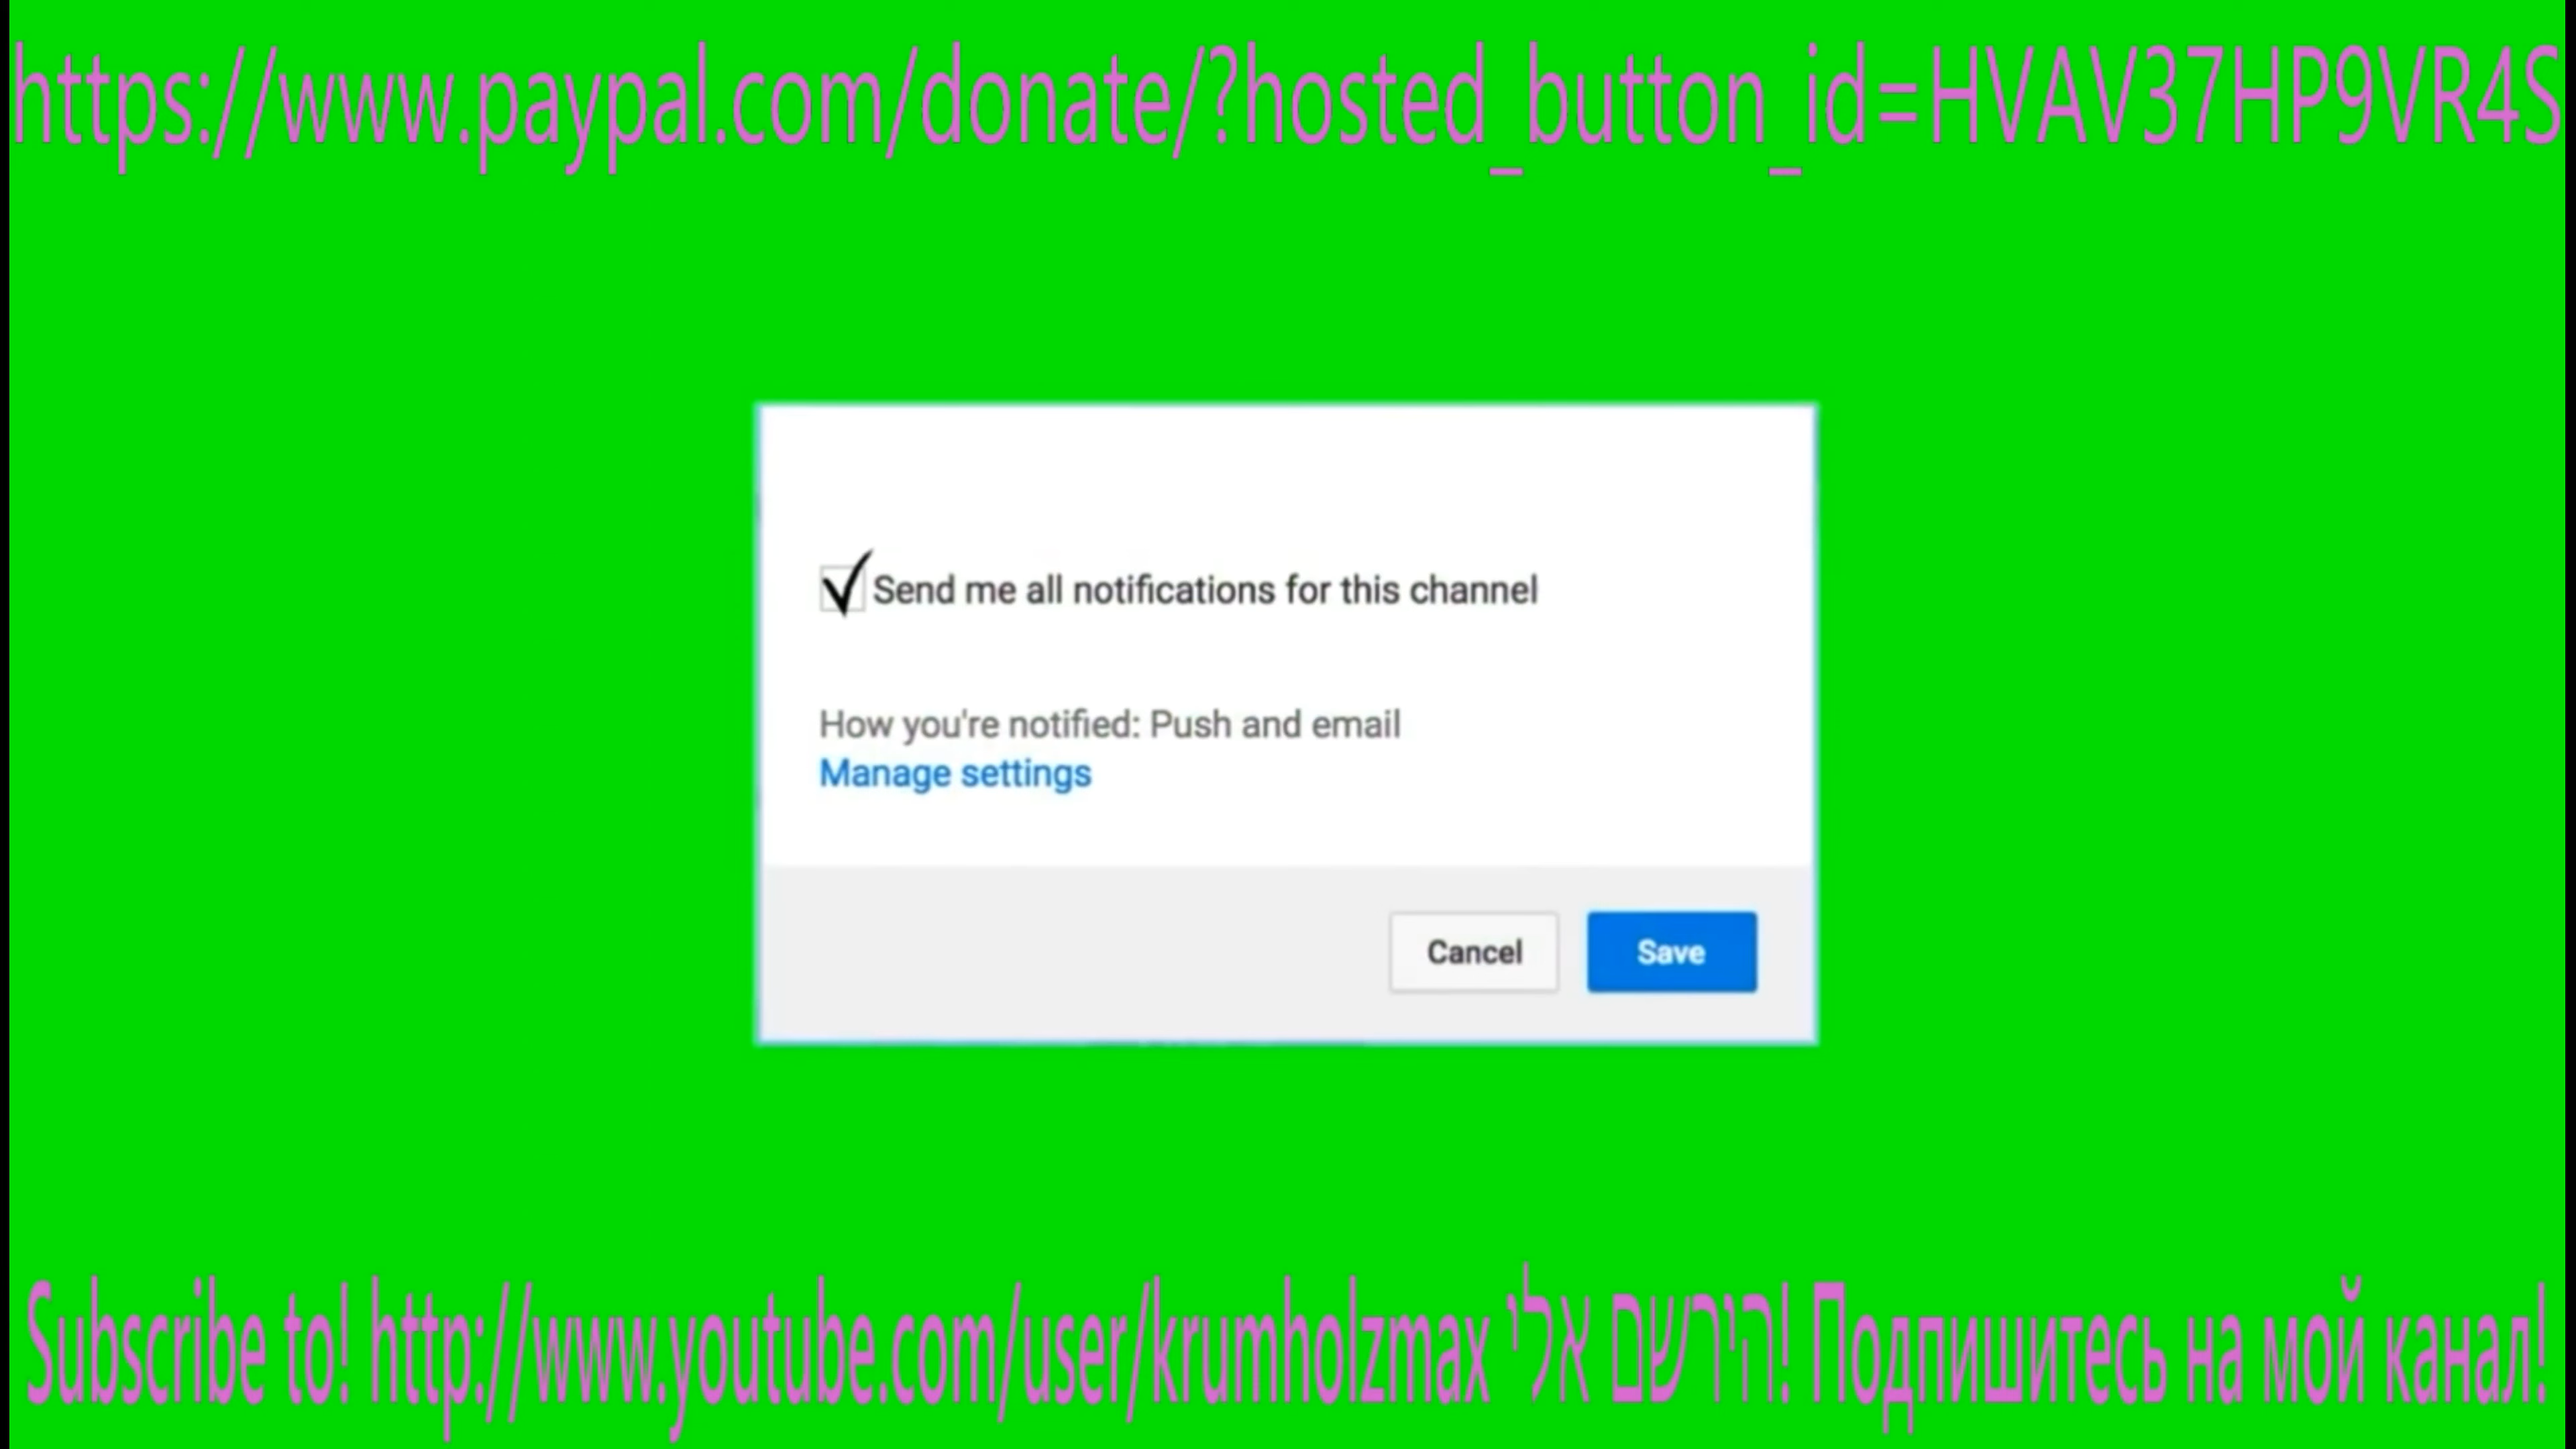 https://www.paypal.com/donate/?hosted_button_id=HVAV37HP9VR4S
Send me all notifications for this channel
How you're notified: Push and email
Manage settings
Cancel
Save
Subscribe to! http://www.youtube.com/user/krumholzmax הירשם אלי! Подпишитесь на мой канал!